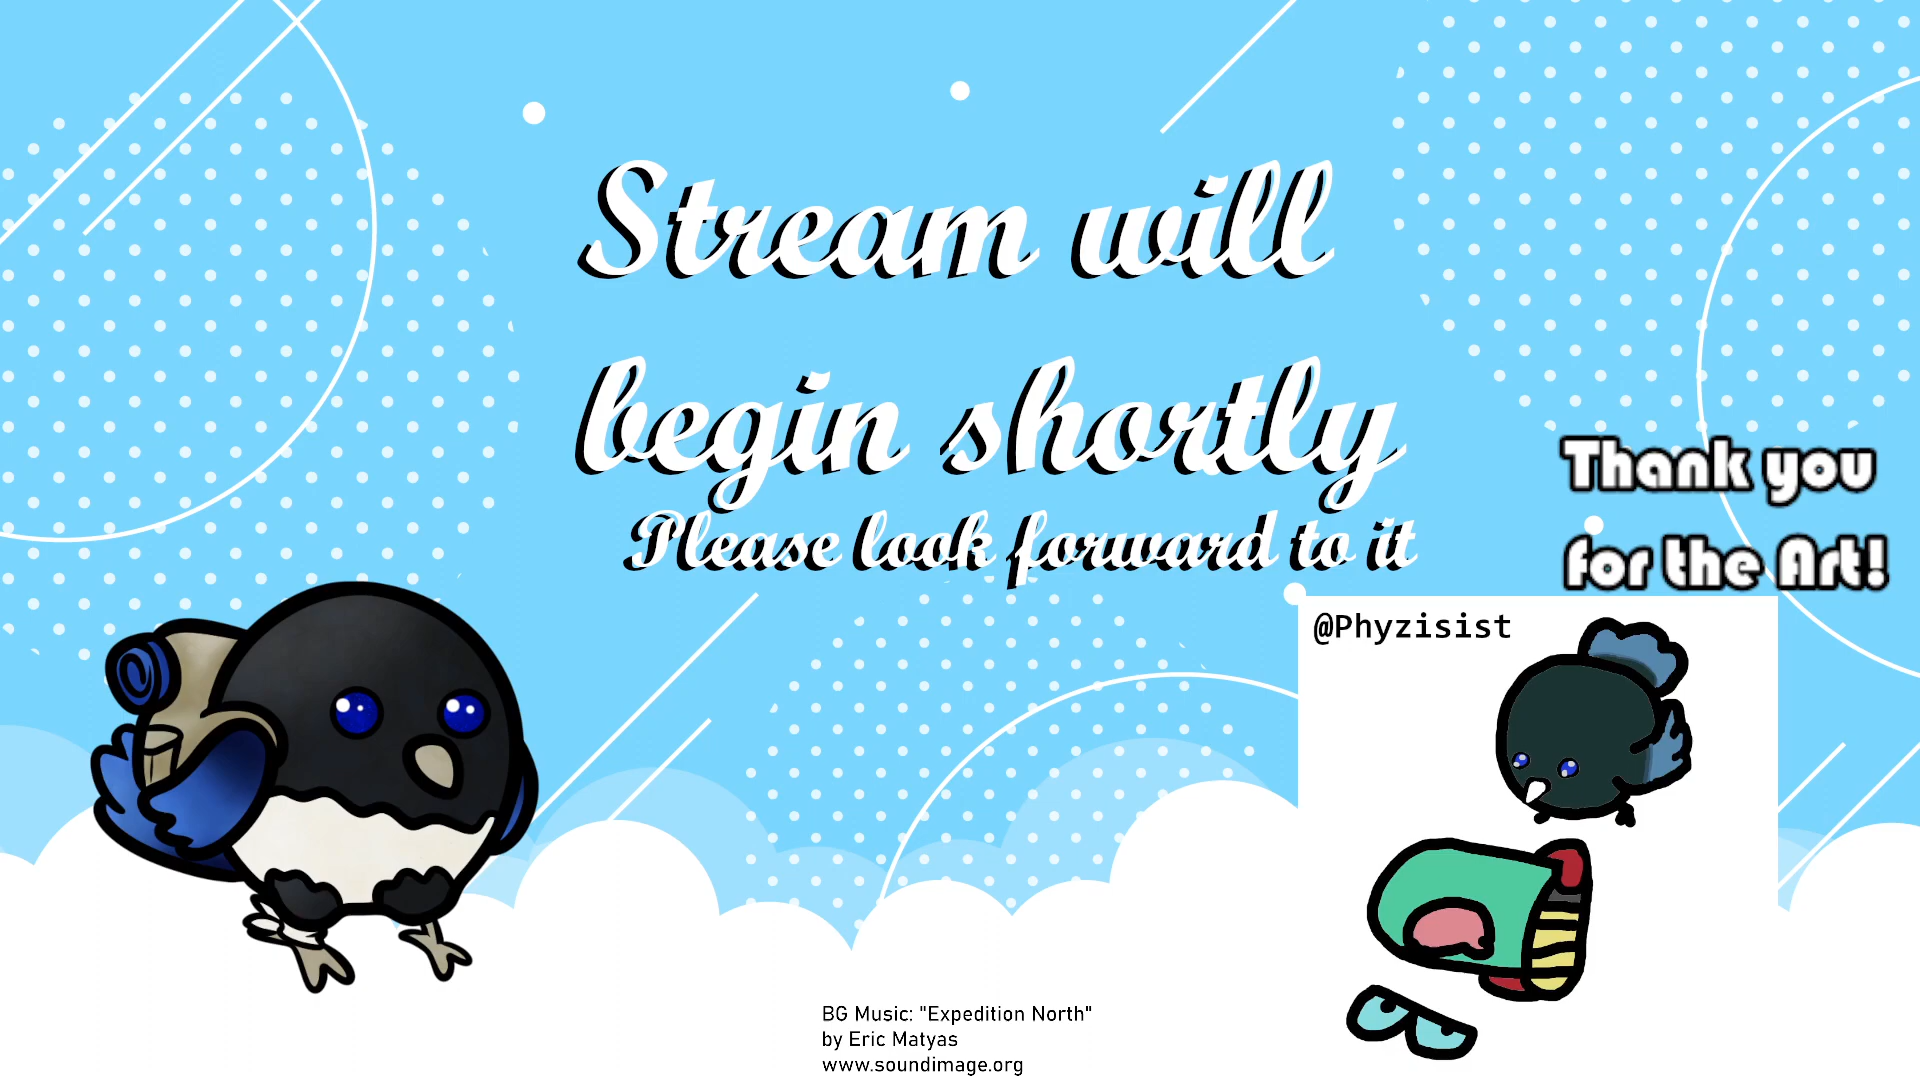 Stream will
begin shortly
Please look forward to it
Thank you
for the Art!
@Phyzisist
BG Music: "Expedition North"
by Eric Matyas
www.soundimage.org